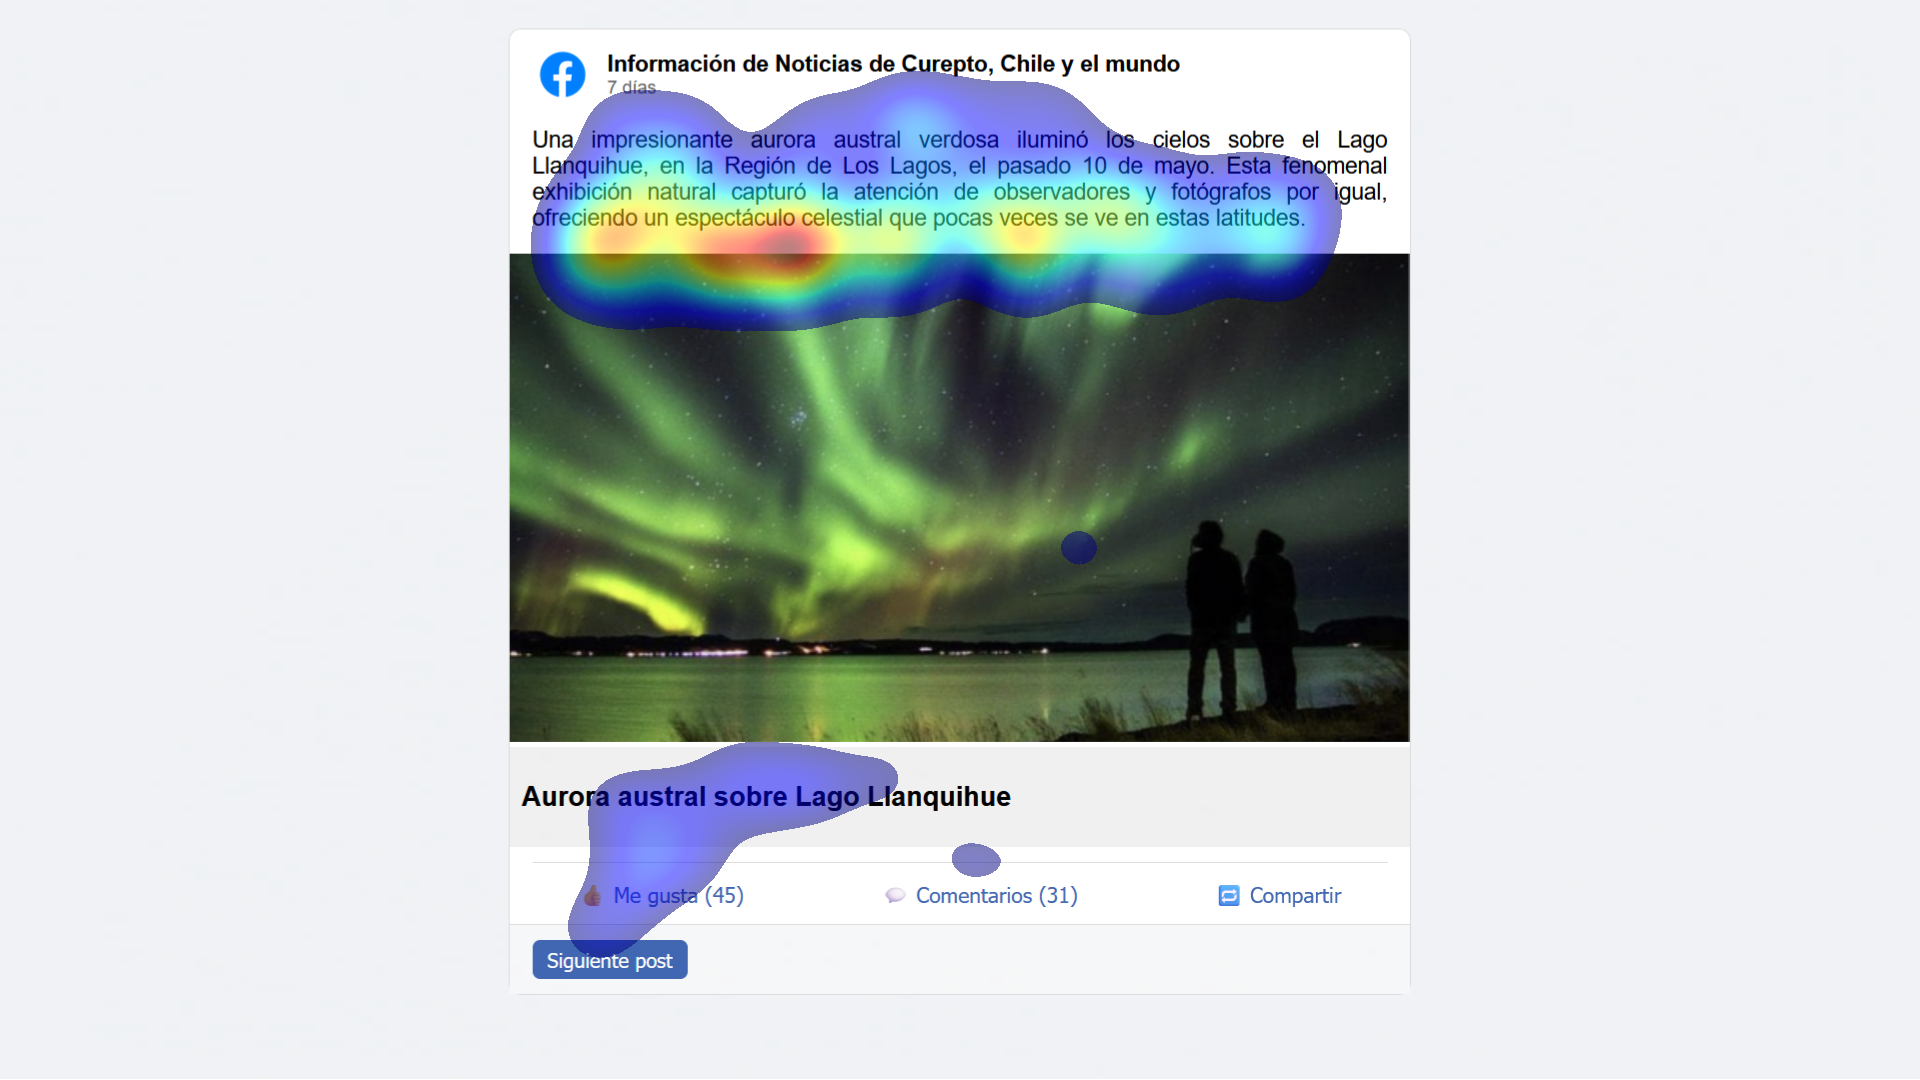 Información de Noticias de Curepto, Chile y el mundo
7 días
Una impresionante aurora austral verdosa iluminó los cielos sobre el Lago
Llanquihue, en la Región de Los Lagos, el pasado 10 de mayo. Esta fenomenal
exhibición natural capturó la atención de observadores y fotógrafos por igual,
ofreciendo un espectáculo celestial que pocas veces se ve en estas latitudes.
Aurora austral sobre Lago Llanquihue
Me gusta (45) Comentarios (31) Compartir
Siguiente post